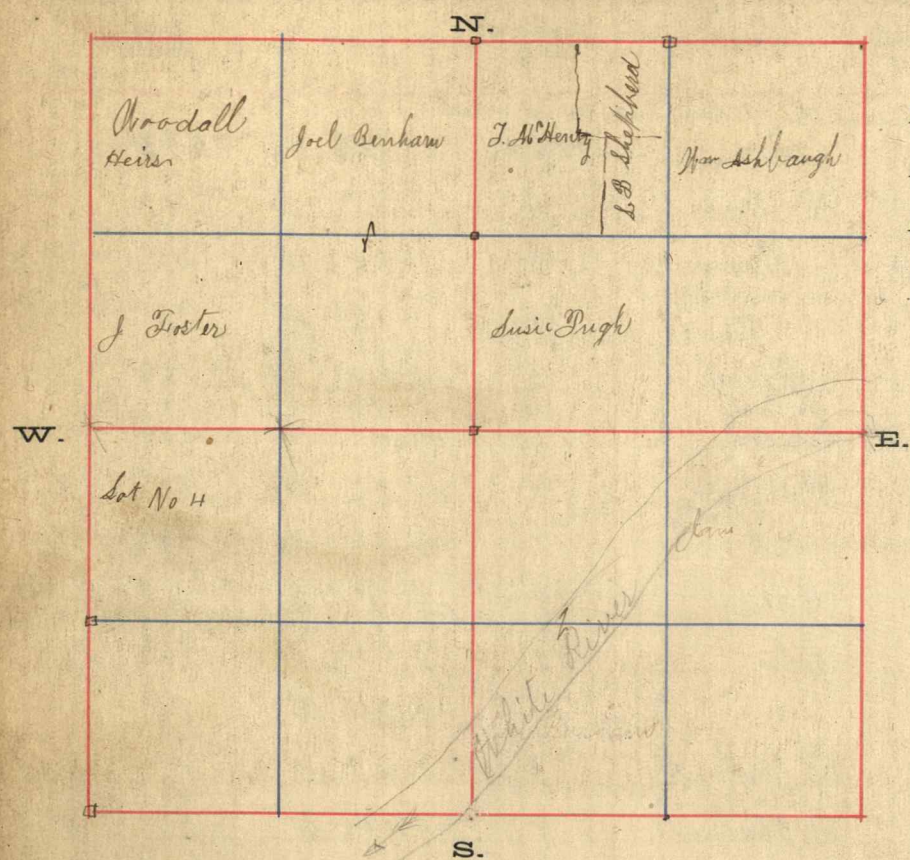 N.
Woodall
Heirs
Joel Benham
J. McHenry
L B Shepherd
Wm Ashbaugh
J Foster
Susie Pugh
W.
E.
Lot No 4
White River
S.